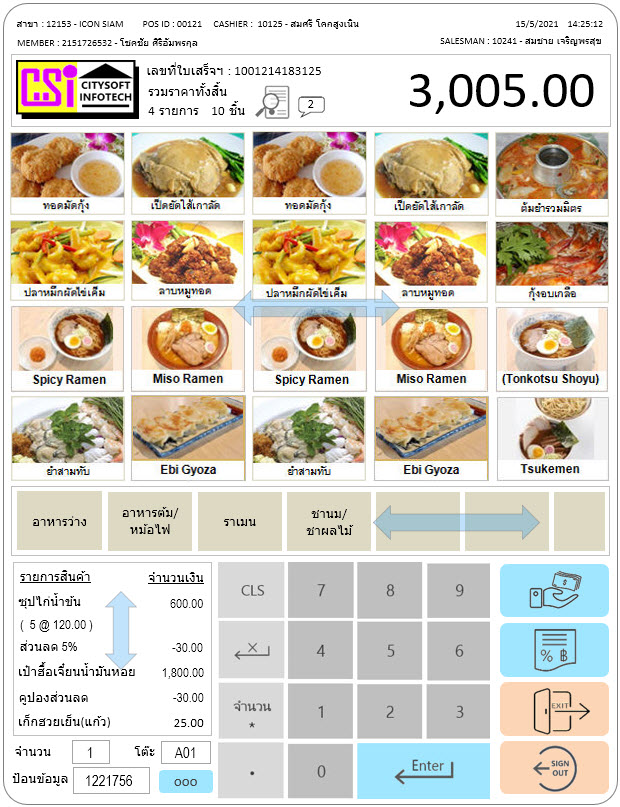 สาขา : 12153 - ICON SIAM POS ID : 00121 CASHIER : 10125 - สมศรี โคกสูงเนิน 15/5/2021 14:25:12
MEMBER : 2151726532 - โชคชัย ศิริอัมพรกุล SALESMAN : 10241 - สมชาย เจริญพรสุข
CSi CITYSOFT INFOTECH
เลขที่ใบเสร็จฯ : 1001214183125
รวมราคาทั้งสิ้น
4 รายการ 10 ชิ้น
2
3,005.00
ทอดมัดกุ้ง เป็ดยัดไส้เกาลัด ทอดมัดกุ้ง เป็ดยัดไส้เกาลัด ต้มยำรวมมิตร
ปลาหมึกผัดไข่เค็ม ลาบหมูทอด ปลาหมึกผัดไข่เค็ม ลาบหมูทอด กุ้งอบเกลือ
Spicy Ramen Miso Ramen Spicy Ramen Miso Ramen (Tonkotsu Shoyu)
ยำสามทับ Ebi Gyoza ยำสามทับ Ebi Gyoza Tsukemen
อาหารว่าง อาหารต้ม/ ราเมน ชานม/
หม้อไฟ ชาผลไม้
รายการสินค้า จำนวนเงิน
ซุปไก่น้ำข้น 600.00
( 5 @ 120.00 )
ส่วนลด 5% -30.00
เป๋าฮื้อเจี๋ยนน้ำมันหอย 1,800.00
คูปองส่วนลด -30.00
เก็กฮวยเย็น(แก้ว) 25.00
จำนวน 1 โต๊ะ A01
ป้อนข้อมูล 1221756 ooo
CLS 7 8 9
X 4 5 6
จำนวน 1 2 3
*
. 0 Enter
% ฿
EXIT
SIGN
OUT